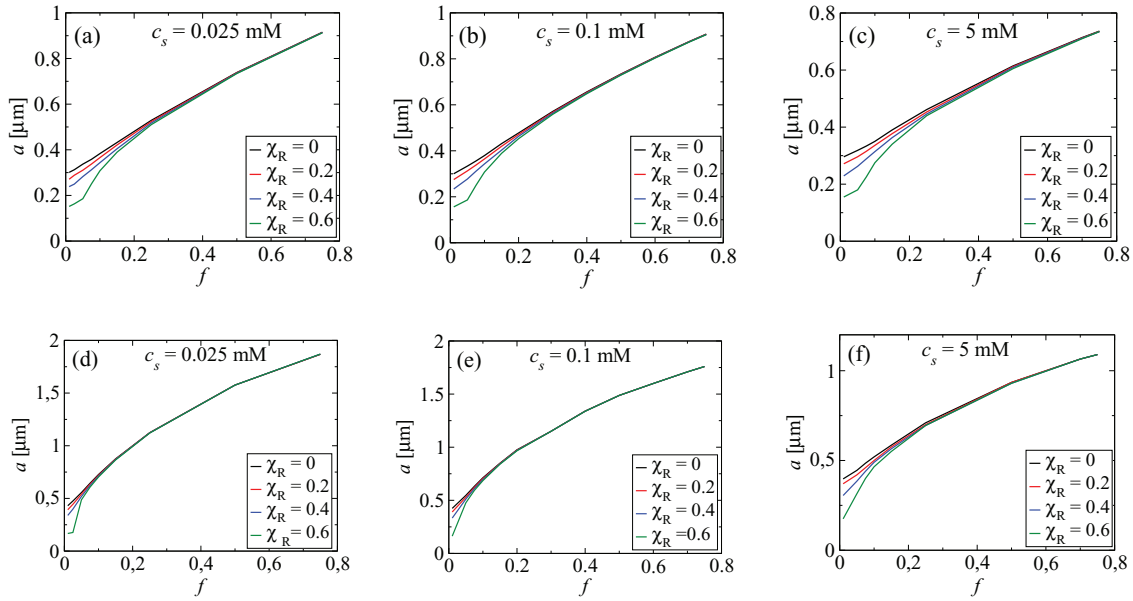 (a) c_s = 0.025 mM
1
0.8
0.6
0.4
0.2
0
a [μm]
χ_R = 0
χ_R = 0.2
χ_R = 0.4
χ_R = 0.6
0 0.2 0.4 0.6 0.8
f
(b) c_s = 0.1 mM
1
0.8
0.6
0.4
0.2
0
a [μm]
χ_R = 0
χ_R = 0.2
χ_R = 0.4
χ_R = 0.6
0 0.2 0.4 0.6 0.8
f
(c) c_s = 5 mM
0.8
0.6
0.4
0.2
0
a [μm]
χ_R = 0
χ_R = 0.2
χ_R = 0.4
χ_R = 0.6
0 0.2 0.4 0.6 0.8
f
(d) c_s = 0.025 mM
2
1,5
1
0.5
0
a [μm]
χ_R = 0
χ_R = 0.2
χ_R = 0.4
χ_R = 0.6
0 0,2 0,4 0,6 0,8
f
(e) c_s = 0.1 mM
2
1.5
1
0.5
0
a [μm]
χ_R = 0
χ_R = 0.2
χ_R = 0.4
χ_R =0.6
0 0.2 0.4 0.6 0.8
f
(f) c_s = 5 mM
1
0,5
0
a [μm]
χ_R = 0
χ_R = 0.2
χ_R = 0.4
χ_R = 0.6
0 0,2 0,4 0,6 0,8
f